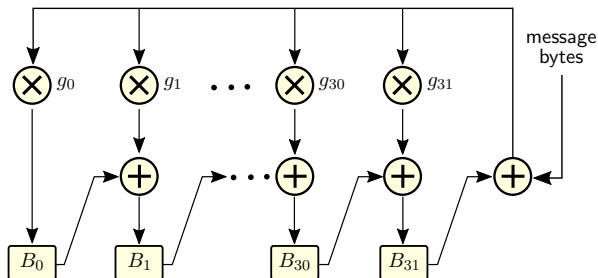 message
bytes
g₀ g₁ ... g₃₀ g₃₁
...
B₀ B₁ B₃₀ B₃₁